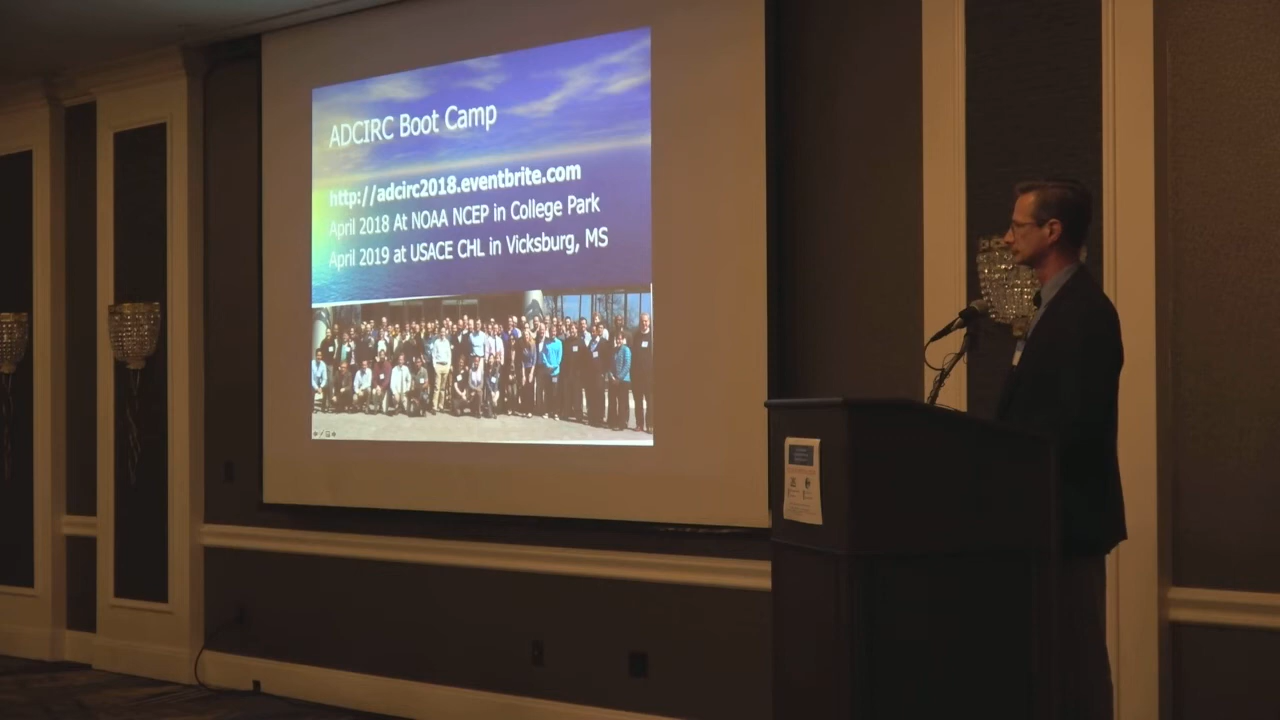 ADCIRC Boot Camp
http://adcirc2018.eventbrite.com
April 2018 At NOAA NCEP in College Park
April 2019 at USACE CHL in Vicksburg, MS